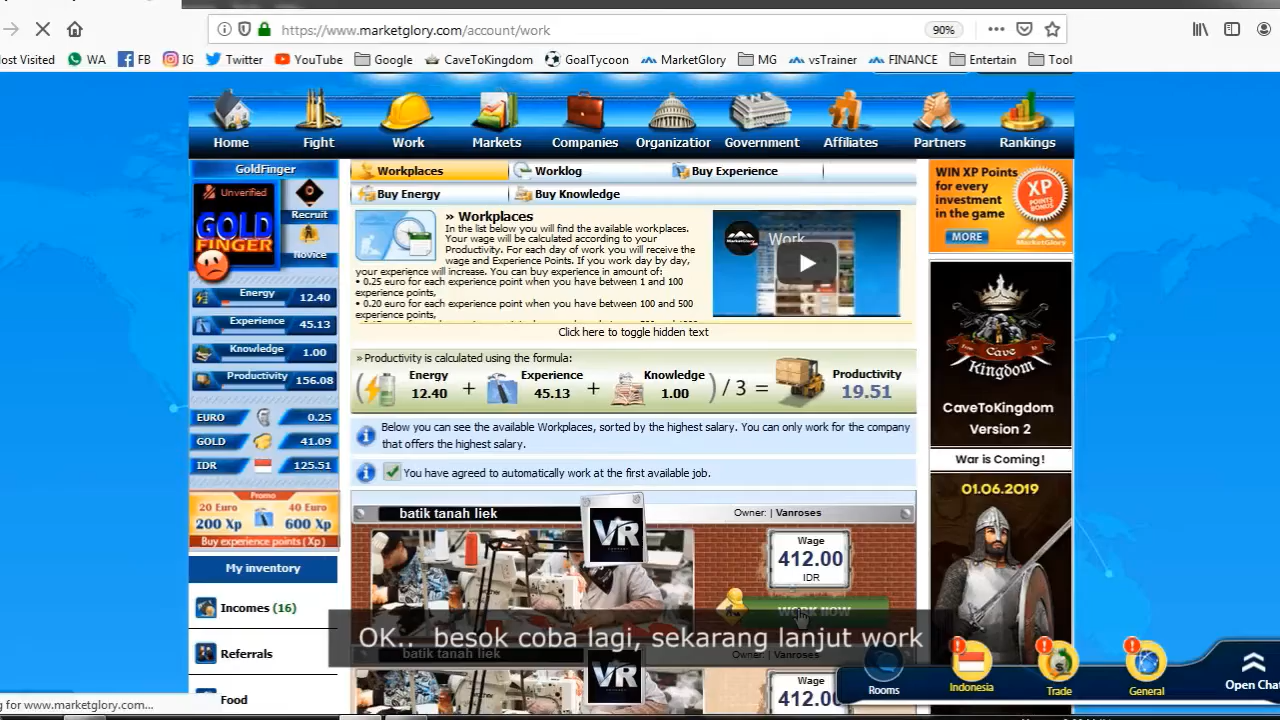 https://www.marketglory.com/account/work
90%
ost Visited
WA
FB
IG
Twitter
YouTube
Google
CaveToKingdom
GoalTycoon
MarketGlory
MG
vsTrainer
FINANCE
Entertain
Tool
Home
Fight
Work
Markets
Companies
Organization
Government
Affiliates
Partners
Rankings
GoldFinger
Unverified
GOLD
FINGER
Recruit
Novice
Energy 12.40
Experience 45.13
Knowledge 1.00
Productivity 156.08
EURO 0.25
GOLD 41.09
IDR 125.51
Promo
20 Euro 40 Euro
200 Xp 600 Xp
Buy experience points ( Xp )
My inventory
Incomes (16)
Referrals
Food
Workplaces
Worklog
Buy Experience
Buy Energy
Buy Knowledge
» Workplaces
In the list below you will find the available workplaces.
Your wage will be calculated according to your
Productivity. For each day of work you will receive the
wage and Experience Points. If you work day by day,
your experience will increase. You can buy experience in amount of:
• 0.25 euro for each experience point when you have between 1 and 100
experience points,
• 0.20 euro for each experience point when you have between 100 and 500
experience points,
MarketGlory
Work
Click here to toggle hidden text
» Productivity is calculated using the formula:
Energy Experience Knowledge Productivity
( 12.40 + 45.13 + 1.00 ) / 3 = 19.51
Below you can see the available Workplaces, sorted by the highest salary. You can only work for the company
that offers the highest salary.
You have agreed to automatically work at the first available job.
batik tanah liek
VR
Owner: | Vanroses
Wage
412.00
IDR
WORK NOW
OK.. besok coba lagi, sekarang lanjut work
batik tanah liek
VR
Owner: | Vanroses
Wage
412.00
WIN XP Points
for every
investment
in the game
XP
POINTS BONUS
MORE
MarketGlory
Cave
Kingdom
CaveToKingdom
Version 2
War is Coming!
01.06.2019
Rooms
Indonesia
Trade
General
Open Chat
g for www.marketglory.com...